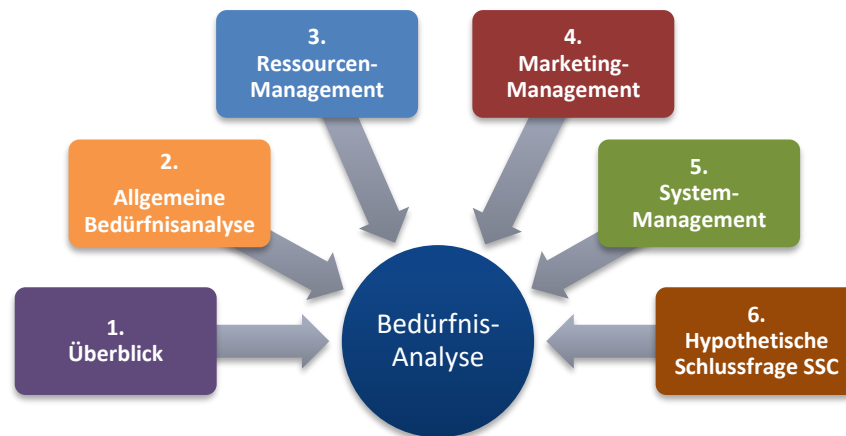 1.
Überblick
2.
Allgemeine
Bedürfnisanalyse
3.
Ressourcen-
Management
4.
Marketing-
Management
5.
System-
Management
6.
Hypothetische
Schlussfrage SSC
Bedürfnis-
Analyse